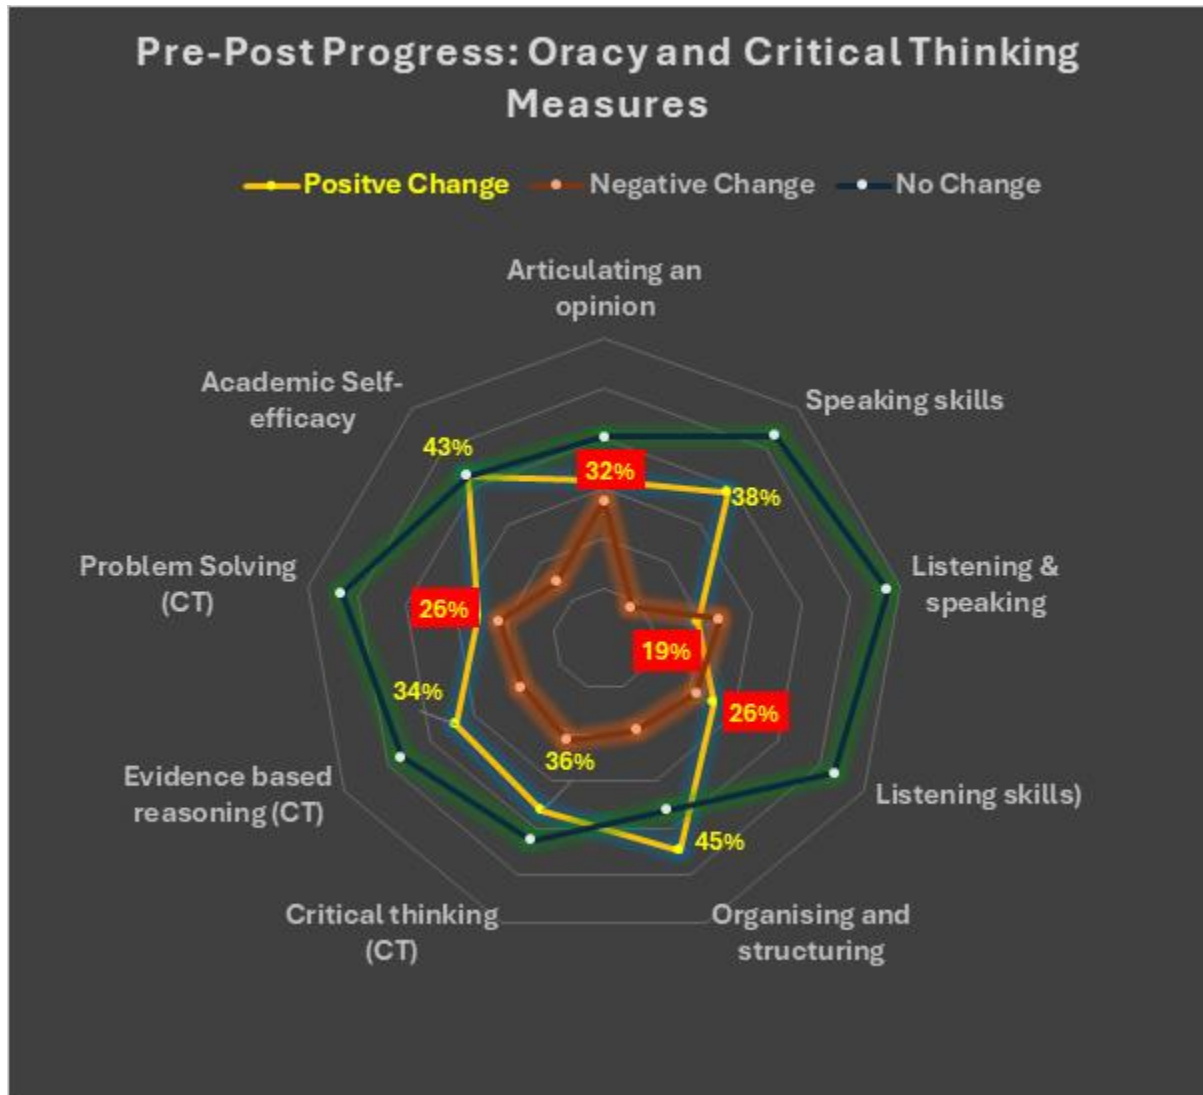 Pre-Post Progress: Oracy and Critical Thinking
Measures
Positve Change Negative Change No Change
Articulating an
opinion
Academic Self-
efficacy
Speaking skills
43%
32%
38%
Problem Solving
(CT)
Listening &
speaking
26%
19%
34%
26%
36%
Evidence based
reasoning (CT)
Listening skills)
45%
Critical thinking
(CT)
Organising and
structuring